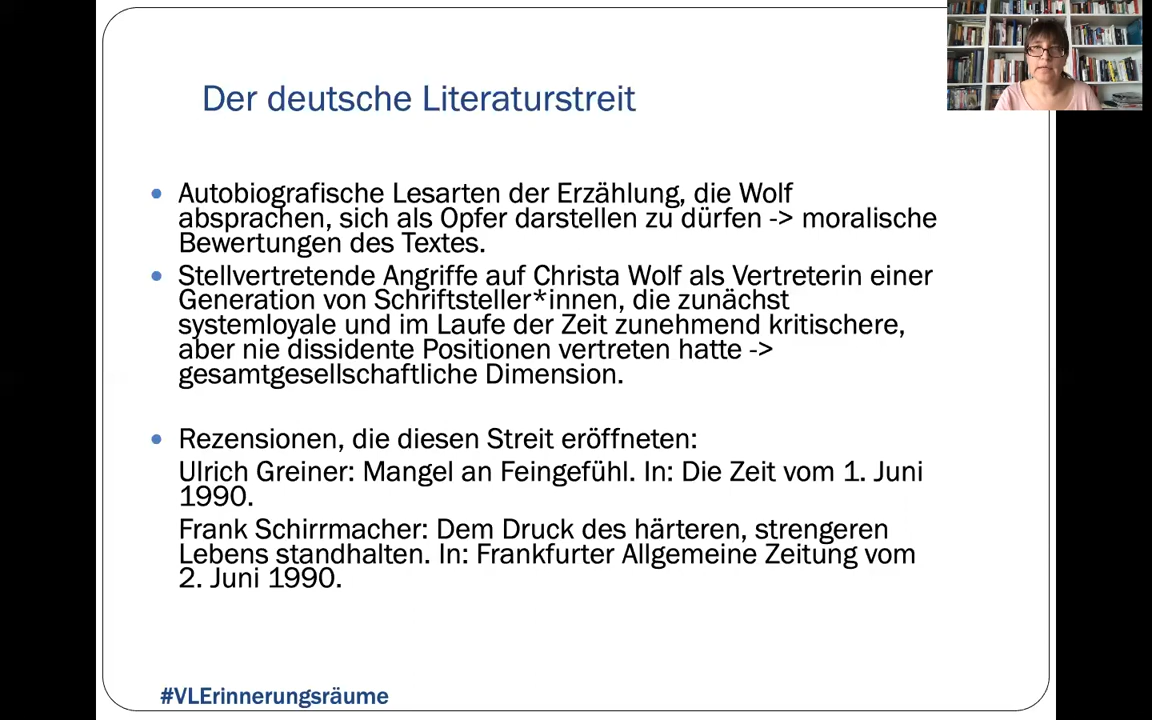 Der deutsche Literaturstreit
Autobiografische Lesarten der Erzählung, die Wolf
absprachen, sich als Opfer darstellen zu dürfen -> moralische
Bewertungen des Textes.
Stellvertretende Angriffe auf Christa Wolf als Vertreterin einer
Generation von Schriftsteller*innen, die zunächst
systemloyale und im Laufe der Zeit zunehmend kritischere,
aber nie dissidente Positionen vertreten hatte ->
gesamtgesellschaftliche Dimension.
Rezensionen, die diesen Streit eröffneten:
Ulrich Greiner: Mangel an Feingefühl. In: Die Zeit vom 1. Juni
1990.
Frank Schirrmacher: Dem Druck des härteren, strengeren
Lebens standhalten. In: Frankfurter Allgemeine Zeitung vom
2. Juni 1990.
#VLErinnerungsräume